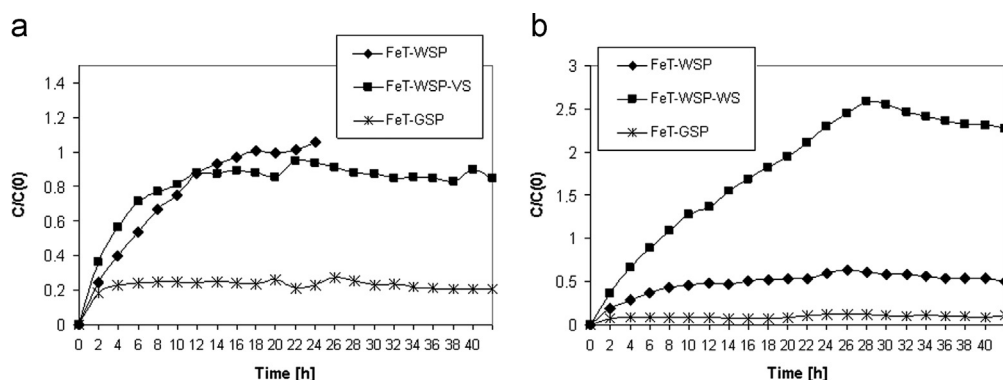 a
FeT-WSP
FeT-WSP-VS
FeT-GSP
1.4
1.2
1
0.8
0.6
0.4
0.2
0
C/C(0)
0 2 4 6 8 10 12 14 16 18 20 22 24 26 28 30 32 34 36 38 40
Time [h]
b
FeT-WSP
FeT-WSP-WS
FeT-GSP
3
2.5
2
1.5
1
0.5
0
C/C(0)
0 2 4 6 8 10 12 14 16 18 20 22 24 26 28 30 32 34 36 38 40
Time [h]